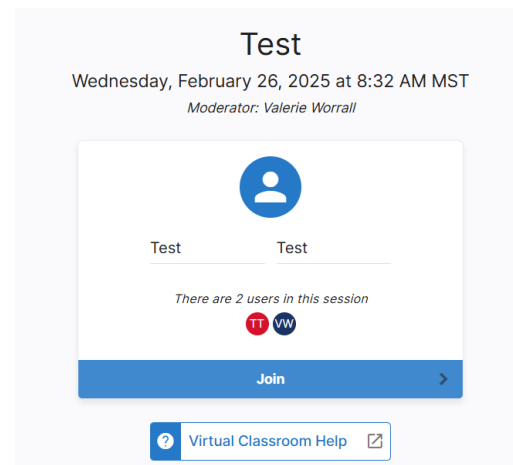 Test
Wednesday, February 26, 2025 at 8:32 AM MST
Moderator: Valerie Worrall
Test Test
There are 2 users in this session
TT VW
Join
? Virtual Classroom Help